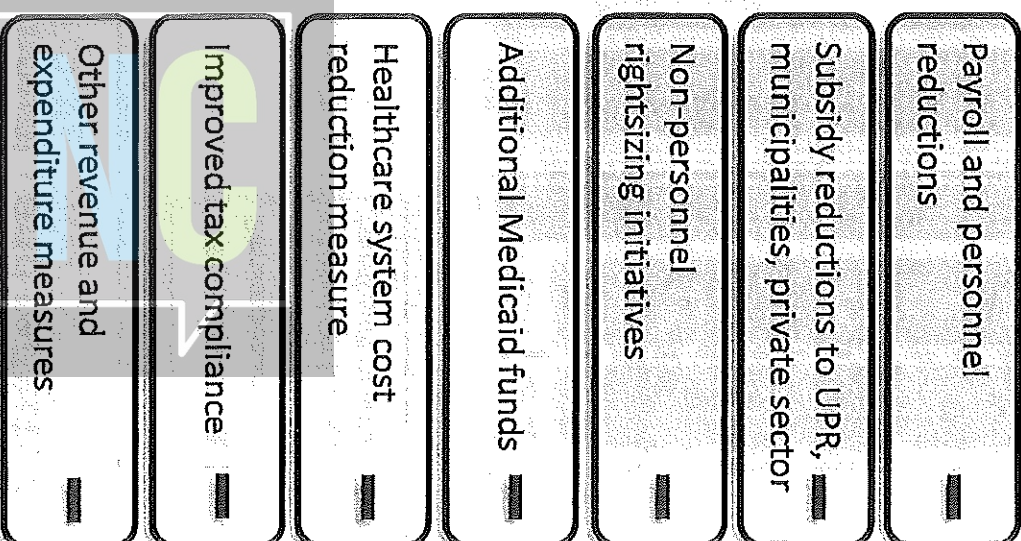 Payroll and personnel
reductions
Subsidy reductions to UPR,
municipalities, private sector
Non-personnel
rightsizing initiatives
Additional Medicaid funds
Healthcare system cost
reduction measure
Improved tax compliance
Other revenue and
expenditure measures
NC